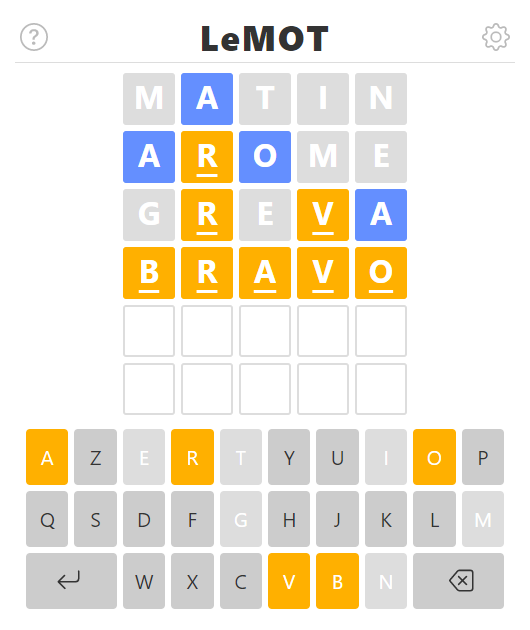 ?
LeMOT
M A T I N
A R O M E
G R E V A
B R A V O
A Z E R T Y U I O P
Q S D F G H J K L M
W X C V B N